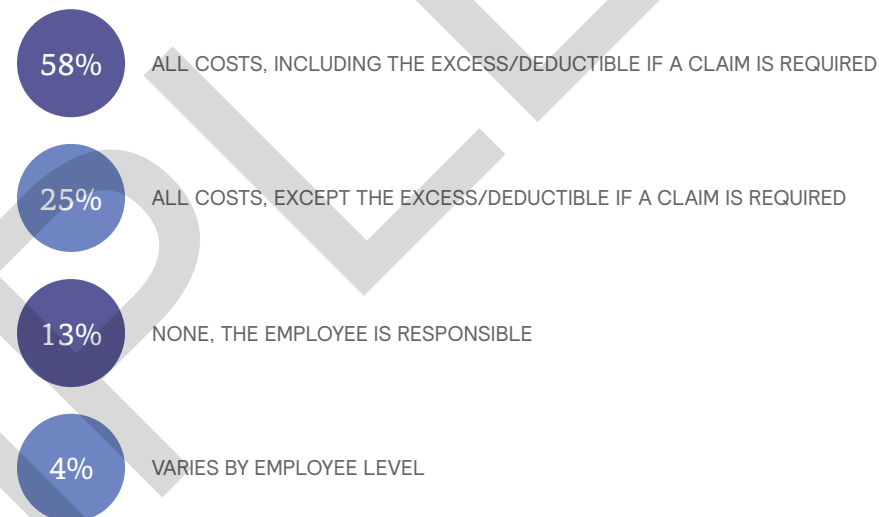 58% ALL COSTS, INCLUDING THE EXCESS/DEDUCTIBLE IF A CLAIM IS REQUIRED
25% ALL COSTS, EXCEPT THE EXCESS/DEDUCTIBLE IF A CLAIM IS REQUIRED
13% NONE, THE EMPLOYEE IS RESPONSIBLE
4% VARIES BY EMPLOYEE LEVEL